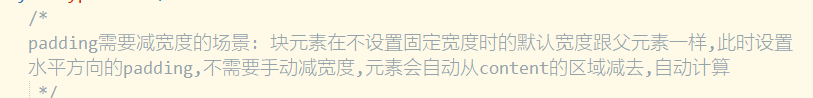 /*
padding需要减宽度的场景: 块元素在不设置固定宽度时的默认宽度跟父元素一样,此时设置
水平方向的padding,不需要手动减宽度,元素会自动从content的区域减去,自动计算
*/